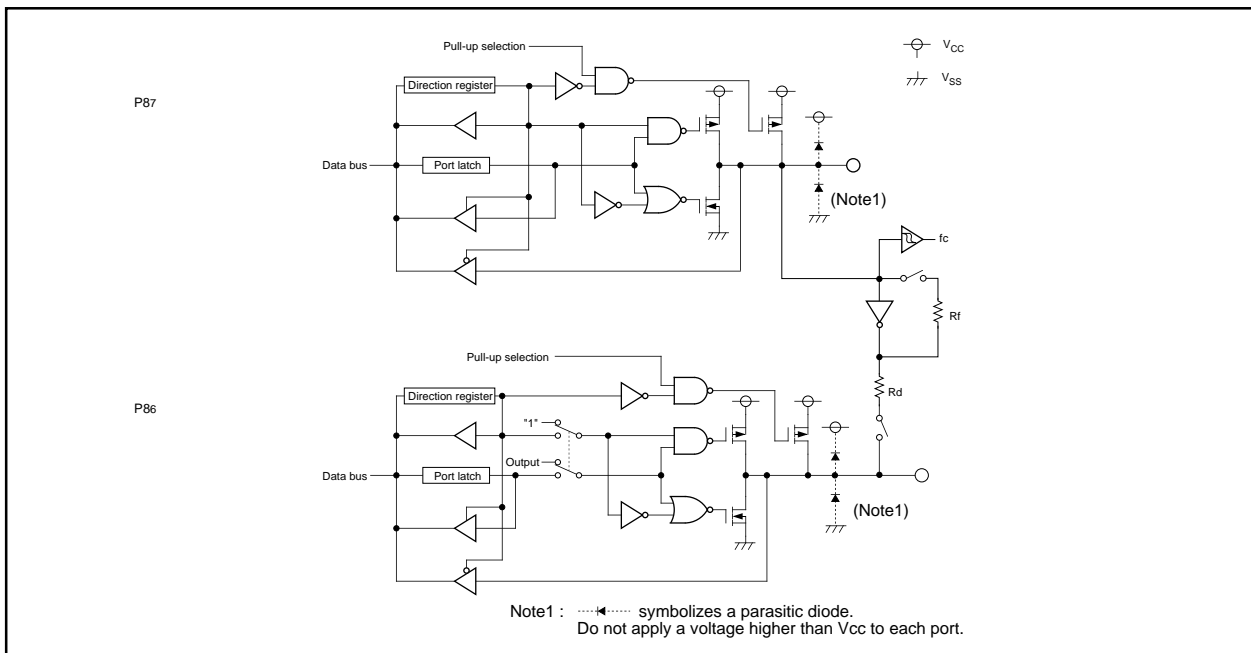 Pull-up selection
VCC
VSS
Direction register
P87
Data bus
Port latch
(Note1)
fc
Rf
Pull-up selection
Rd
Direction register
P86
"1"
Output
Data bus
Port latch
(Note1)
Note1 : symbolizes a parasitic diode.
Do not apply a voltage higher than Vcc to each port.